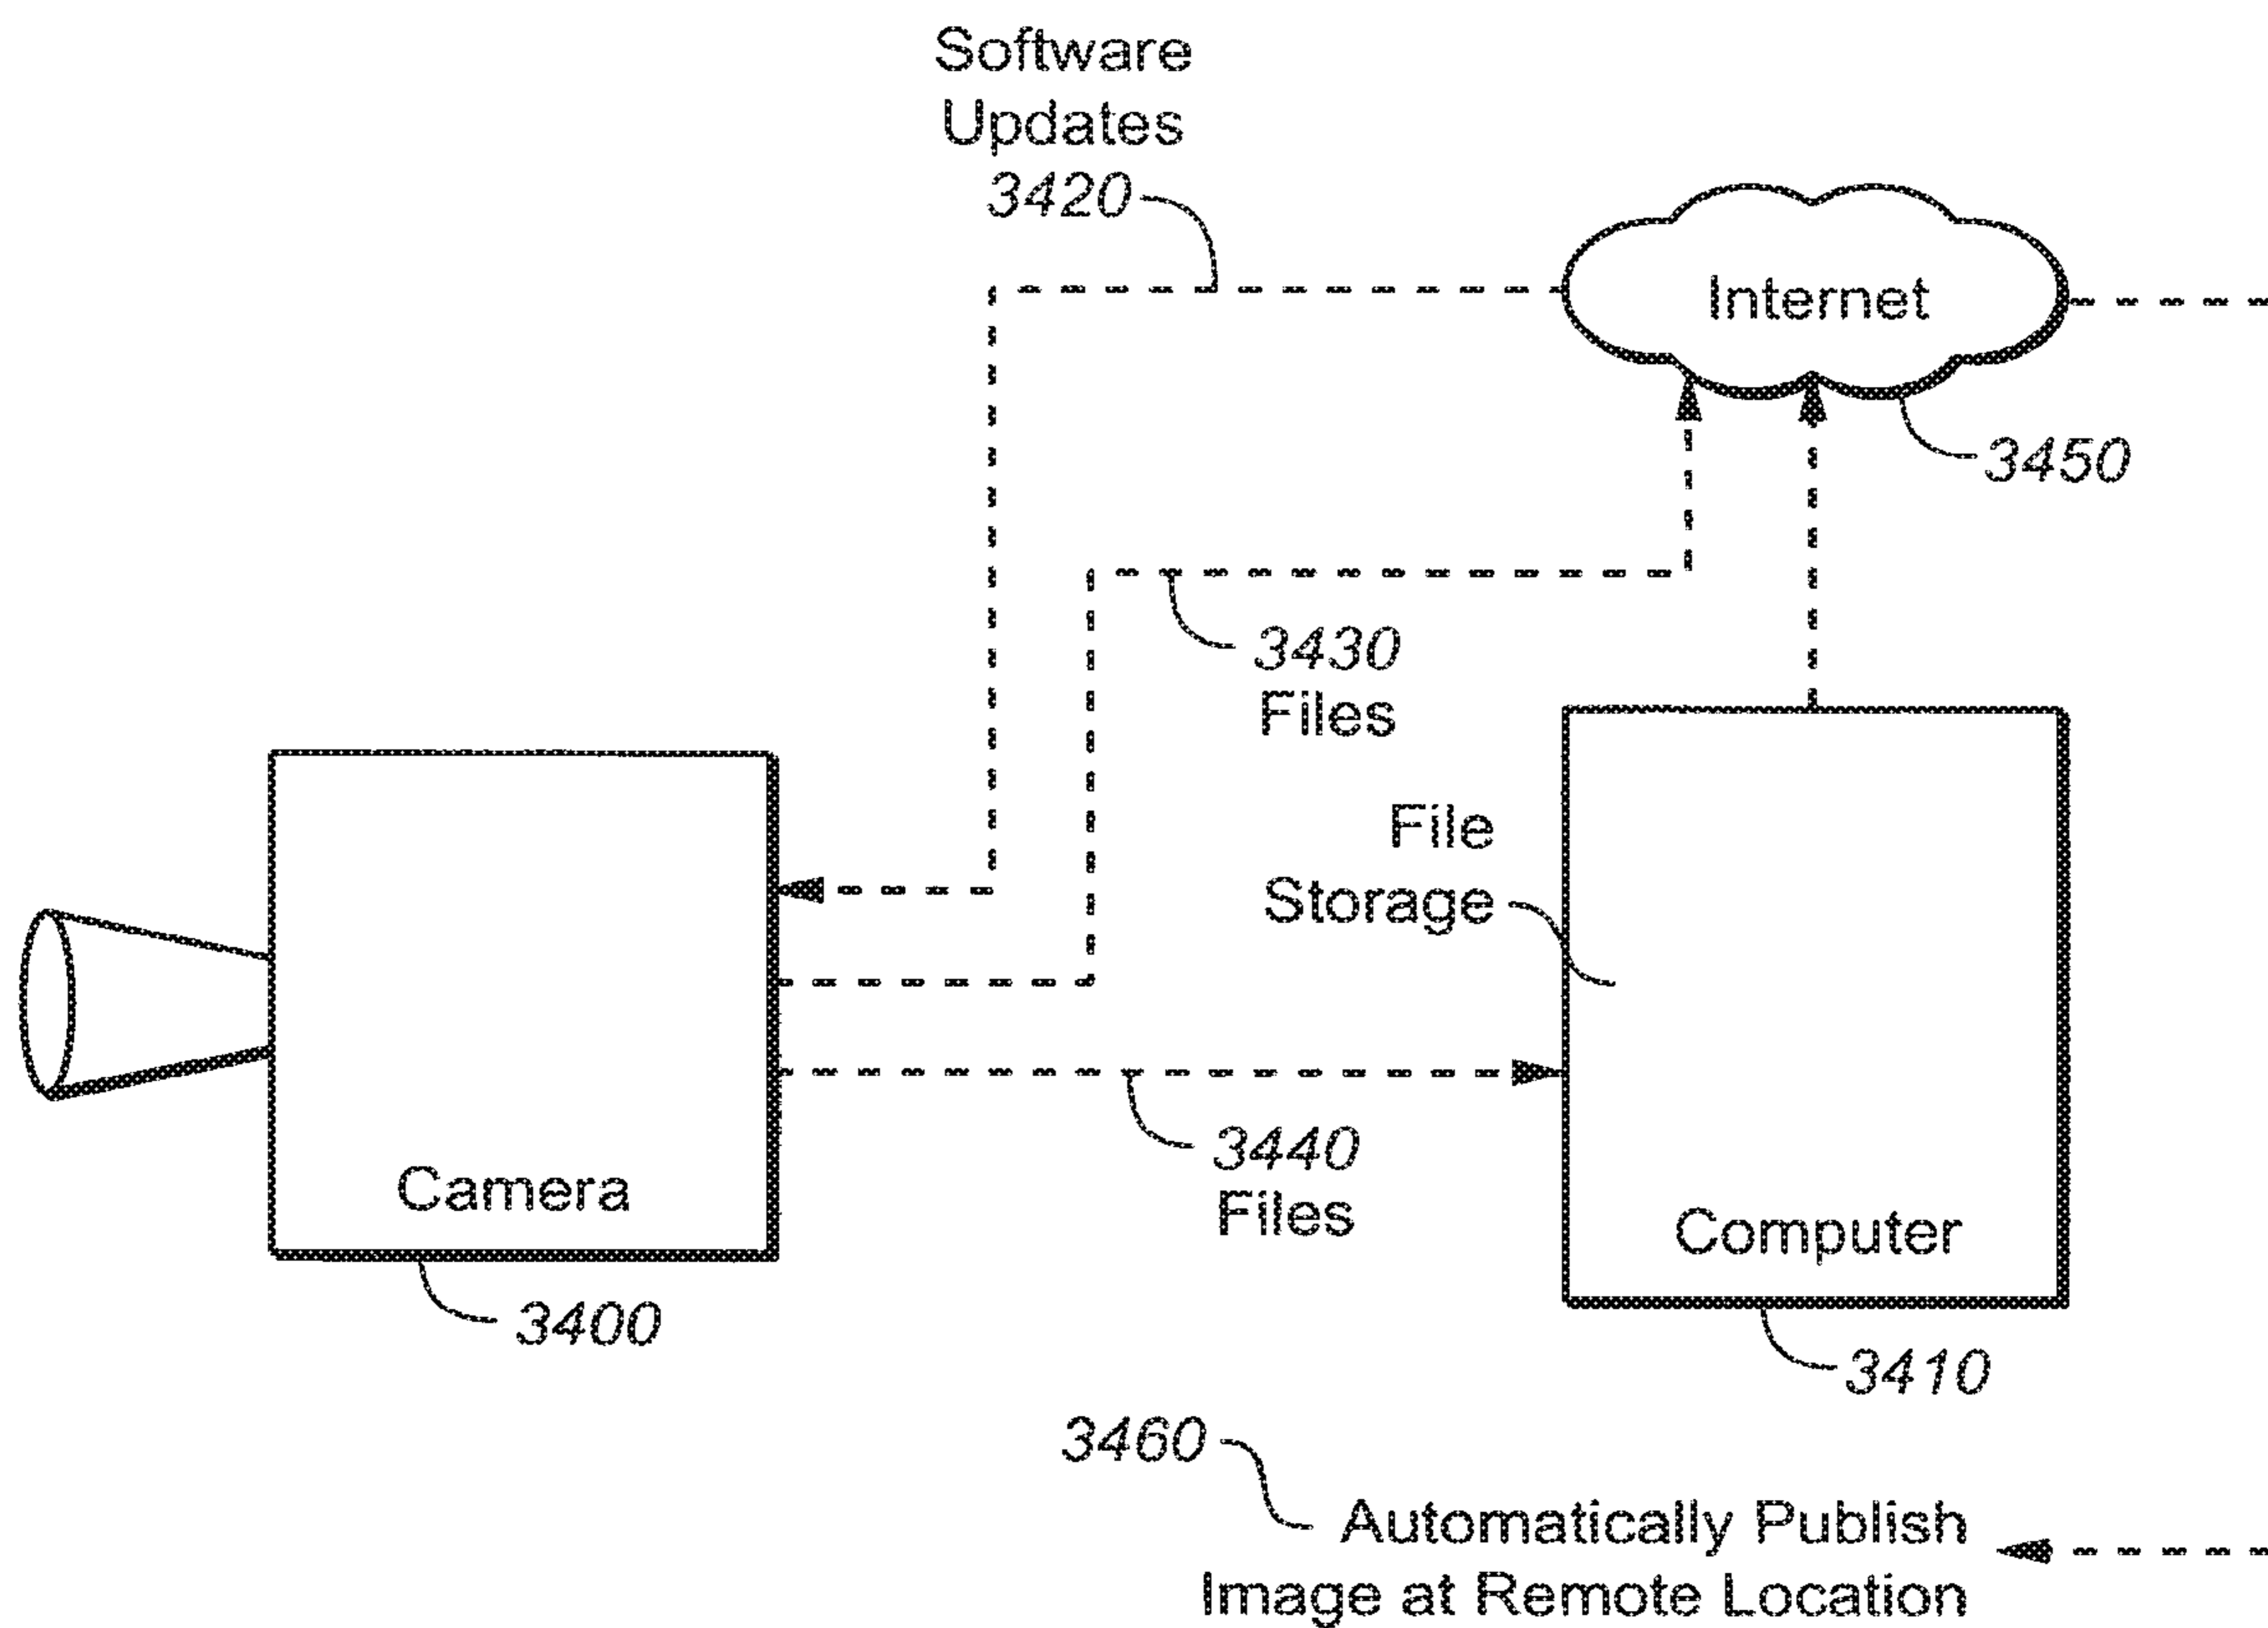 Software
Updates
3420
Internet
3450
3430
Files
File
Storage
Camera
3440
Files
Computer
3400
3410
3460
Automatically Publish
Image at Remote Location